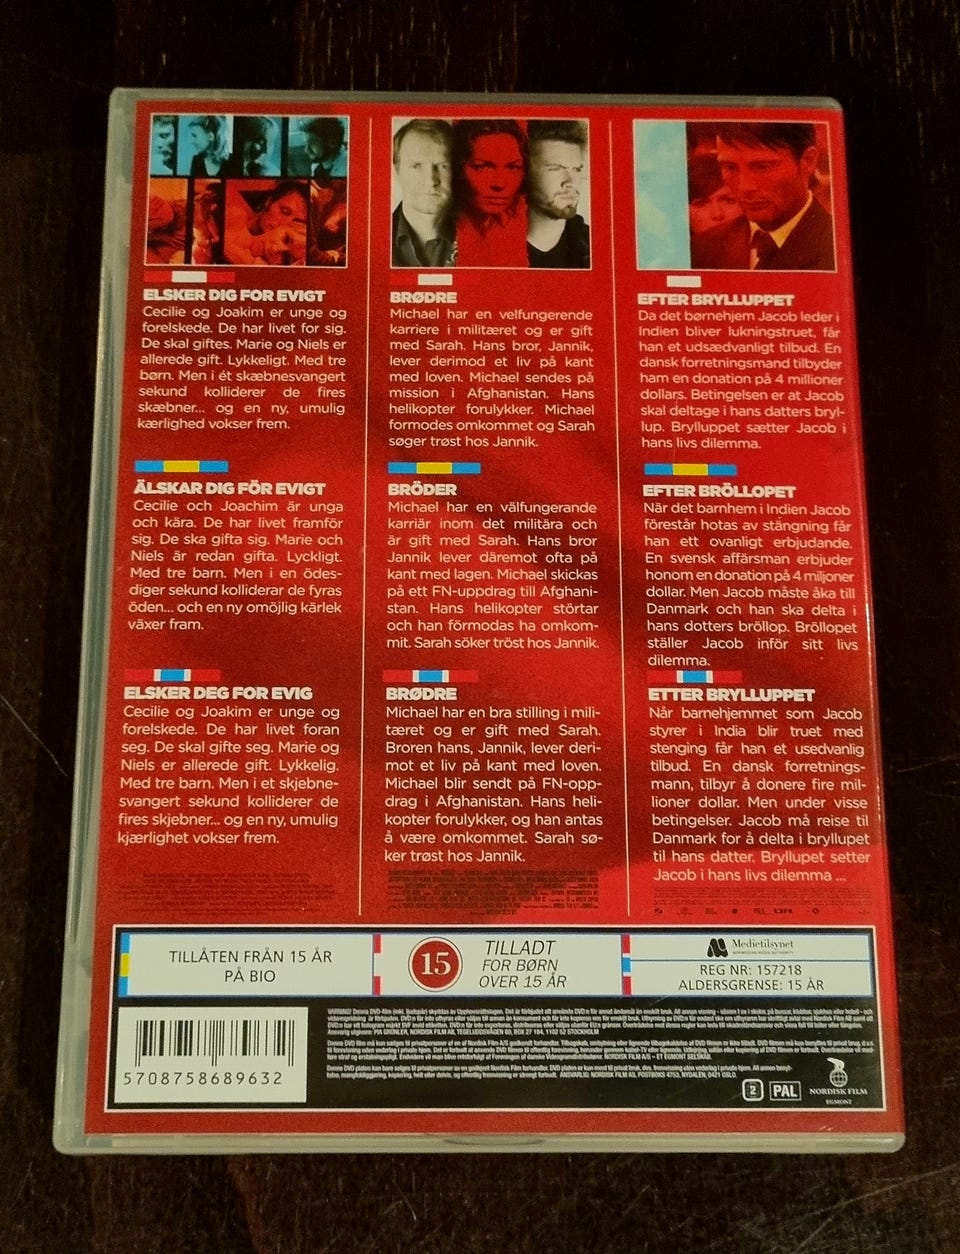 ELSKER DIG FOR EVIGT
Cecilie og Joakim er unge og
forelskede. De har livet for sig.
De skal giftes. Marie og Niels er
allerede gift. Lykkeligt. Med tre
børn. Men i ét skæbnesvangert
sekund kolliderer de fires
skæbner... og en ny, umulig
kærlighed vokser frem.
ÄLSKAR DIG FÖR EVIGT
Cecilie och Joachim är unga
och kära. De har livet framför
sig. De ska gifta sig. Marie och
Niels är redan gifta. Lyckligt.
Med tre barn. Men i en ödes-
diger sekund kolliderar de fyras
öden... och en ny omöjlig kärlek
växer fram.
ELSKER DEG FOR EVIG
Cecilie og Joakim er unge og
forelskede. De har livet foran
seg. De skal gifte seg. Marie og
Niels er allerede gift. Lykkelig.
Med tre barn. Men i et skjebne-
svangert sekund kolliderer de
fires skjebner... og en ny, umulig
kjærlighet vokser frem.
BRØDRE
Michael har en velfungerende
karriere i militæret og er gift
med Sarah. Hans bror, Jannik,
lever derimod et liv på kant
med loven. Michael sendes på
mission i Afghanistan. Hans
helikopter forulykker. Michael
formodes omkommet og Sarah
søger trøst hos Jannik.
BRÖDER
Michael har en välfungerande
karriär inom det militära och
är gift med Sarah. Hans bror
Jannik lever däremot ofta på
kant med lagen. Michael skickas
på ett FN-uppdrag till Afghani-
stan. Hans helikopter störtar
och han förmodas ha omkom-
mit. Sarah söker tröst hos Jannik.
BRØDRE
Michael har en bra stilling i mili-
tæret og er gift med Sarah.
Broren hans, Jannik, lever deri-
mot et liv på kant med loven.
Michael blir sendt på FN-opp-
drag i Afghanistan. Hans heli-
kopter forulykker, og han antas
å være omkommet. Sarah sø-
ker trøst hos Jannik.
EFTER BRYLLUPPET
Da det børnehjem Jacob leder i
Indien bliver lukningstruet, får
han et udsædvanligt tilbud. En
dansk forretningsmand tilbyder
ham en donation på 4 millioner
dollars. Betingelsen er at Jacob
skal deltage i hans datters bryl-
lup. Brylluppet sætter Jacob i
hans livs dilemma.
EFTER BRÖLLOPET
När det barnhem i Indien Jacob
förestår hotas av stängning får
han ett ovanligt erbjudande.
En svensk affärsman erbjuder
honom en donation på 4 miljoner
dollar. Men Jacob måste åka till
Danmark och han ska delta i
hans dotters bröllop. Bröllopet
ställer Jacob inför sitt livs
dilemma.
ETTER BRYLLUPPET
Når barnehjemmet som Jacob
styrer i India blir truet med
stenging får han et usedvanlig
tilbud. En dansk forretnings-
mann, tilbyr å donere fire mil-
lioner dollar. Men under visse
betingelser. Jacob må reise til
Danmark for å delta i bryllupet
til hans datter. Bryllupet setter
Jacob i hans livs dilemma ...
TILLÅTEN FRÅN 15 ÅR
PÅ BIO
15
TILLADT
FOR BØRN
OVER 15 ÅR
Medietilsynet
NORWEGIAN MEDIA AUTHORITY
REG NR: 157218
ALDERSGRENSE: 15 ÅR
5708758689632
2
PAL
NORDISK FILM
EGMONT